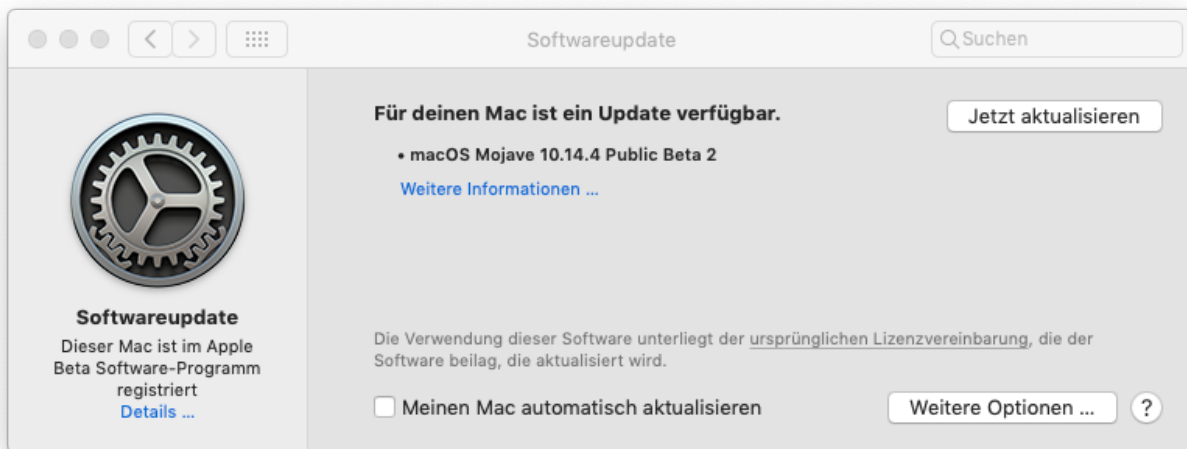 Softwareupdate
Suchen
Für deinen Mac ist ein Update verfügbar.
Jetzt aktualisieren
• macOS Mojave 10.14.4 Public Beta 2
Weitere Informationen ...
Softwareupdate
Dieser Mac ist im Apple
Beta Software-Programm
registriert
Details ...
Die Verwendung dieser Software unterliegt der ursprünglichen Lizenzvereinbarung, die der
Software beilag, die aktualisiert wird.
Meinen Mac automatisch aktualisieren
Weitere Optionen ...
?